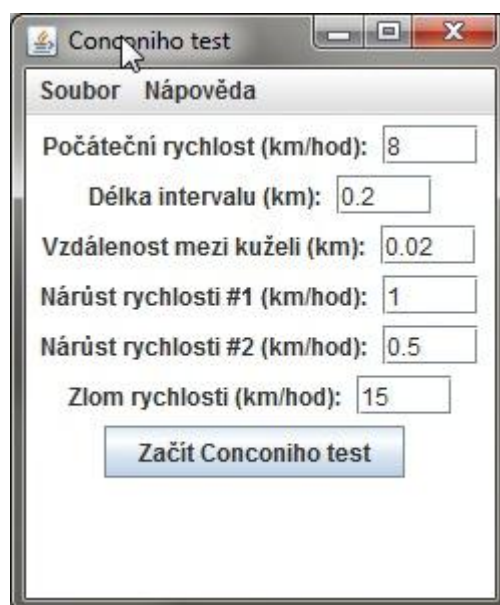 Conconiho test
Soubor Nápověda
Počáteční rychlost (km/hod): 8
Délka intervalu (km): 0.2
Vzdálenost mezi kuželi (km): 0.02
Nárůst rychlosti #1 (km/hod): 1
Nárůst rychlosti #2 (km/hod): 0.5
Zlom rychlosti (km/hod): 15
Začít Conconiho test